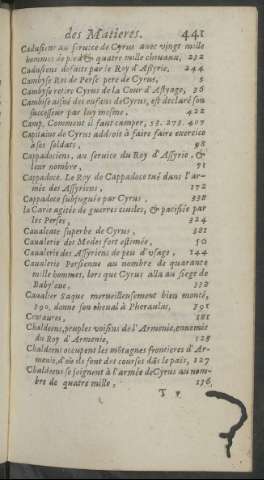 des Matieres. 441
Cadusiens au seruice de Cyrus auec vingt mille
hommes de pied & quatre mille cheuaux, 232
Cadusiens defaits par le Roy d'Assyrie, 244
Cambyse Roy de Perse pere de Cyrus, 5
Cambyse retire Cyrus de la Cour d'Astyage, 36
Cambyse aisné des enfans de Cyrus, est declaré son
successeur par luy mesme, 422
Camp. Comment il faut camper, 53. 275. 407
Capitaine de Cyrus addroit à faire faire exercice
à ses soldats, 98
Cappadociens, au seruice du Roy d'Assyrie, &
leur nombre, 71
Cappadoce. Le Roy de Cappadoce tué dans l'ar-
mée des Assyriens, 172
Cappadoce subiuguée par Cyrus, 338
la Carie agitée de guerres ciuiles, & pacifiée par
les Perses, 324
Caualcate superbe de Cyrus, 381
Caualerie des Medes fort estimée, 50
Caualerie des Assyriens de peu d'vsage, 144
Caualerie Persienne au nombre de quarante
mille hommes, lors que Cyrus alla au siege de
Babylone. 338
Caualier Saque merueilleusement bien monté,
390. donne son cheual à Pheraulas, 391
Centaures, 181
Chaldeens, peuples voisins de l'Armenie, ennemis
du Roy d'Armenie, 125
Chaldeens occupent les mōtagnes frontieres d'Ar-
menie, d'où ils font des courses dās le païs, 127
Chaldeens se ioignent à l'armée de Cyrus au nom-
bre de quatre mille, 136
T v